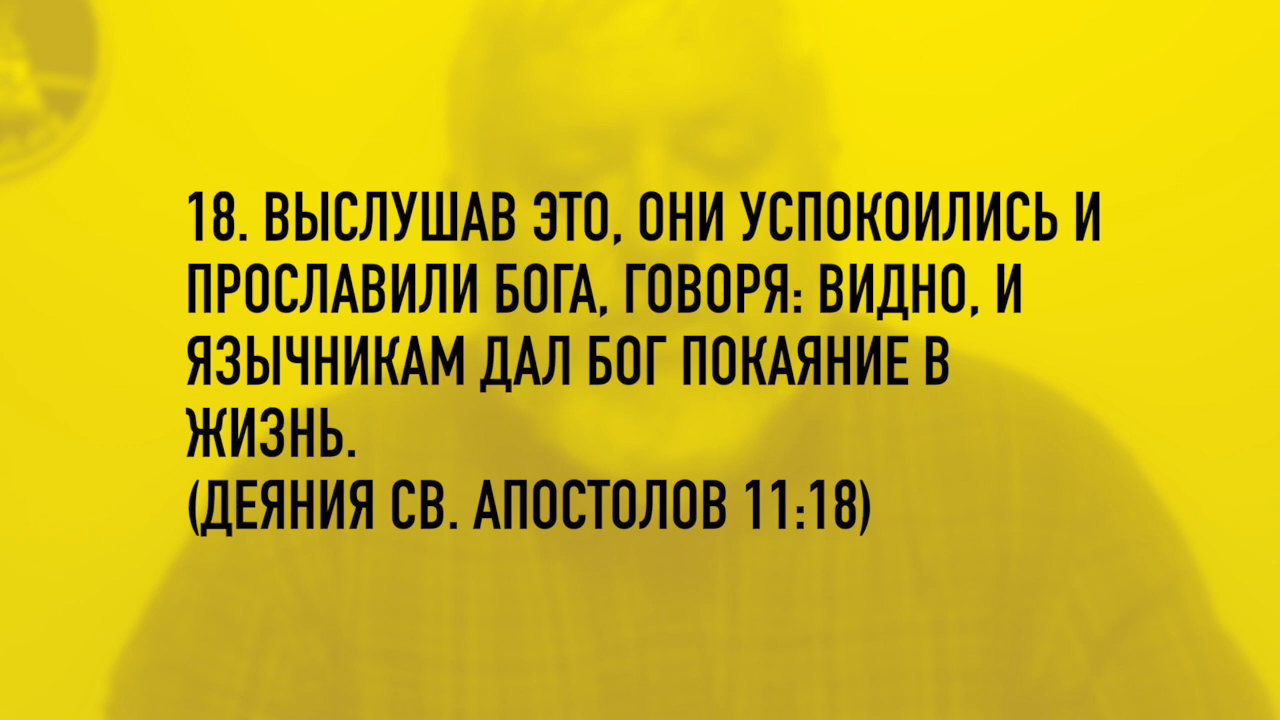 18. ВЫСЛУШАВ ЭТО, ОНИ УСПОКОИЛИСЬ И
ПРОСЛАВИЛИ БОГА, ГОВОРЯ: ВИДНО, И
ЯЗЫЧНИКАМ ДАЛ БОГ ПОКАЯНИЕ В
ЖИЗНЬ.
(ДЕЯНИЯ СВ. АПОСТОЛОВ 11:18)